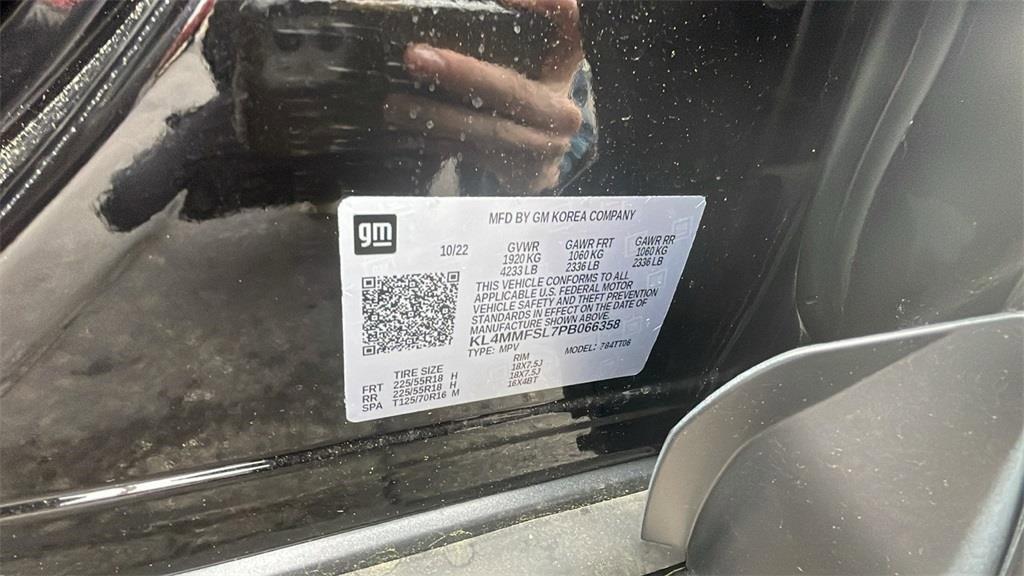 gm
MFD BY GM KOREA COMPANY
10/22
GVWR GAWR FRT GAWR RR
1920 KG 1060 KG 1060 KG
4233 LB 2336 LB 2336 LB
THIS VEHICLE CONFORMS TO ALL
APPLICABLE U.S. FEDERAL MOTOR
VEHICLE SAFETY AND THEFT PREVENTION
STANDARDS IN EFFECT ON THE DATE OF
MANUFACTURE SHOWN ABOVE.
KL4MMFSL7PB066358
TYPE: MPV MODEL: 784TT06
TIRE SIZE RIM
FRT 225/55R18 H 18X7.5J
RR 225/55R18 H 18X7.5J
SPA T125/70R16 M 16X4BT